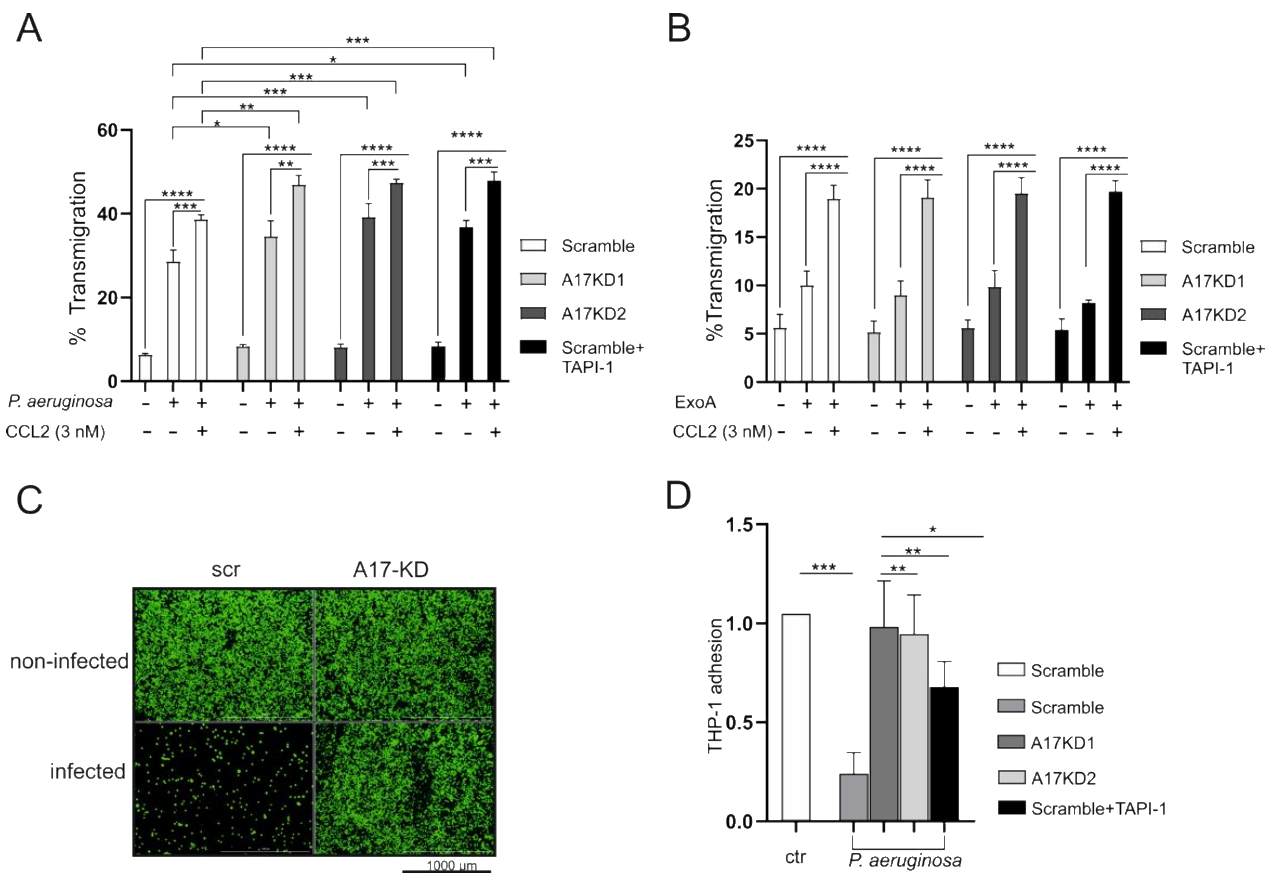 A
B
***
*
***
***
**
*
60
40
20
0
% Transmigration
**** *** **** ** **** *** **** ***
Scramble
A17KD1
A17KD2
Scramble+
TAPI-1
P. aeruginosa - + + - + + - + + - + +
CCL2 (3 nM) - - + - - + - - + - - +
25
20
15
10
5
0
%Transmigration
**** **** **** **** **** **** **** ****
Scramble
A17KD1
A17KD2
Scramble+
TAPI-1
ExoA - + + - + + - + + - + +
CCL2 (3 nM) - - + - - + - - + - - +
C
scr A17-KD
non-infected
infected
1000 µm
D
1.5
1.0
0.5
0.0
THP-1 adhesion
*
**
*** **
Scramble
Scramble
A17KD1
A17KD2
Scramble+TAPI-1
ctr P. aeruginosa